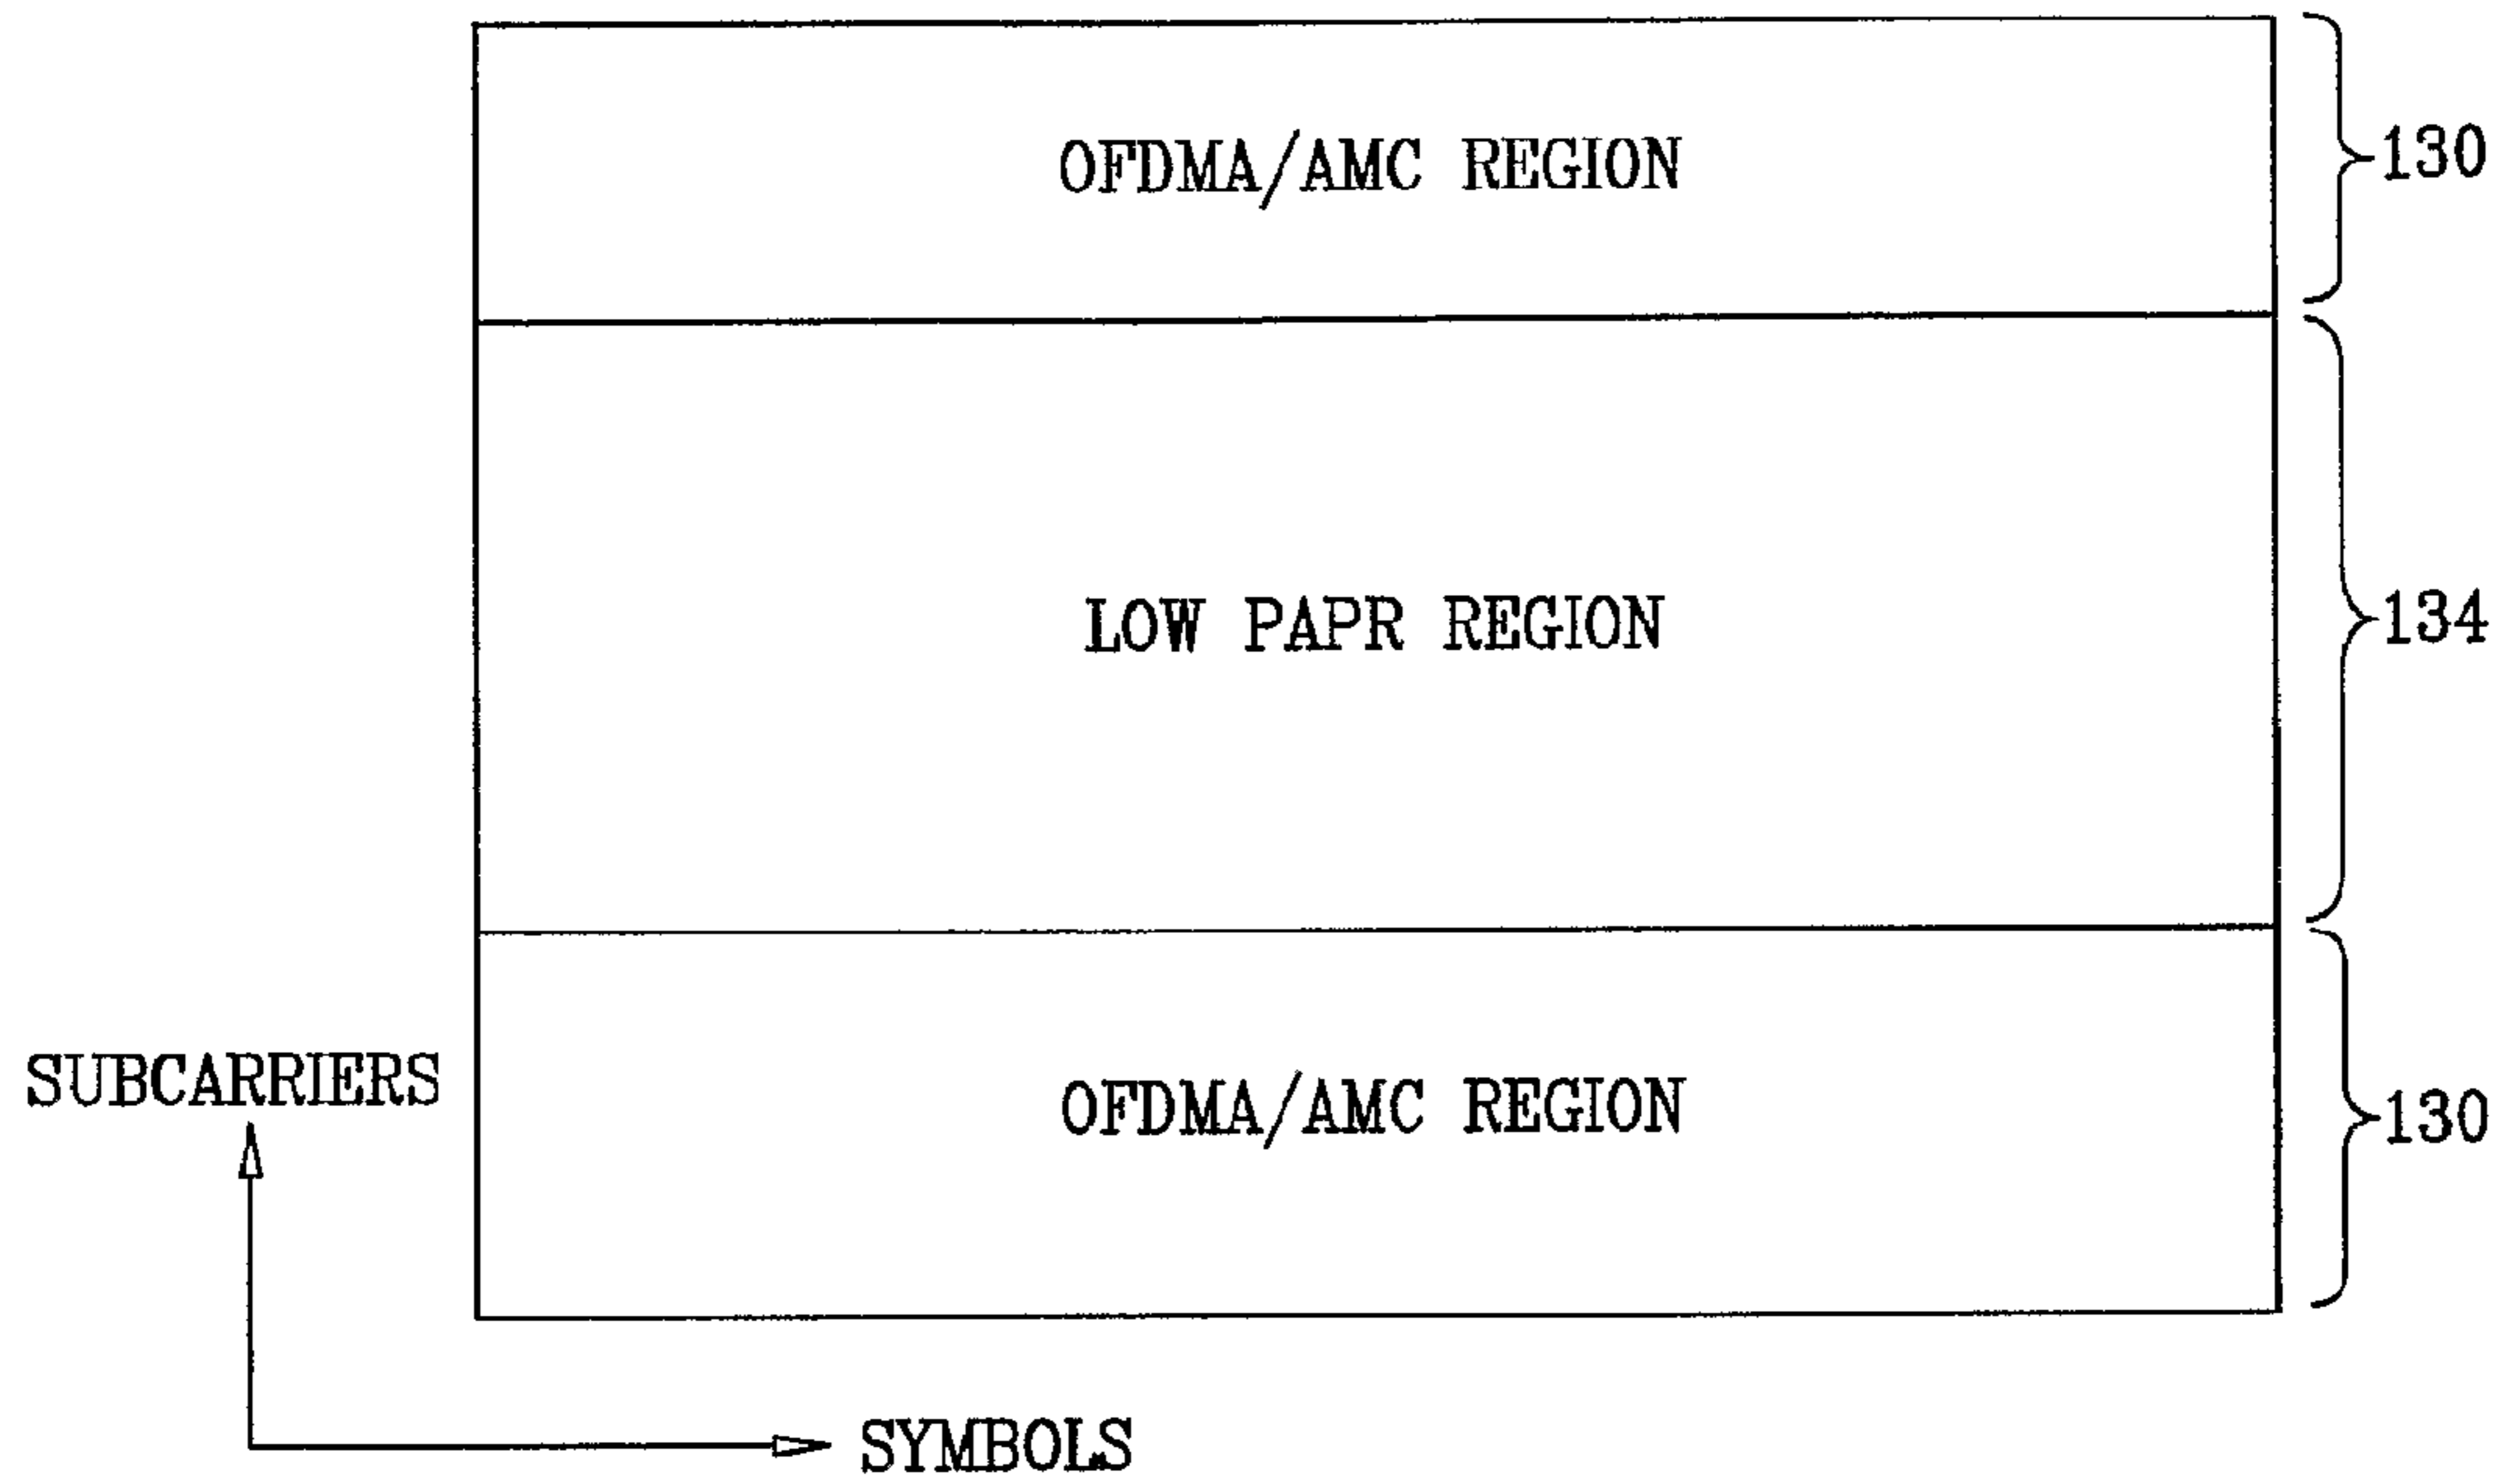 OFDMA/AMC REGION
130
LOW PAPR REGION
134
SUBCARRIERS
OFDMA/AMC REGION
130
SYMBOLS